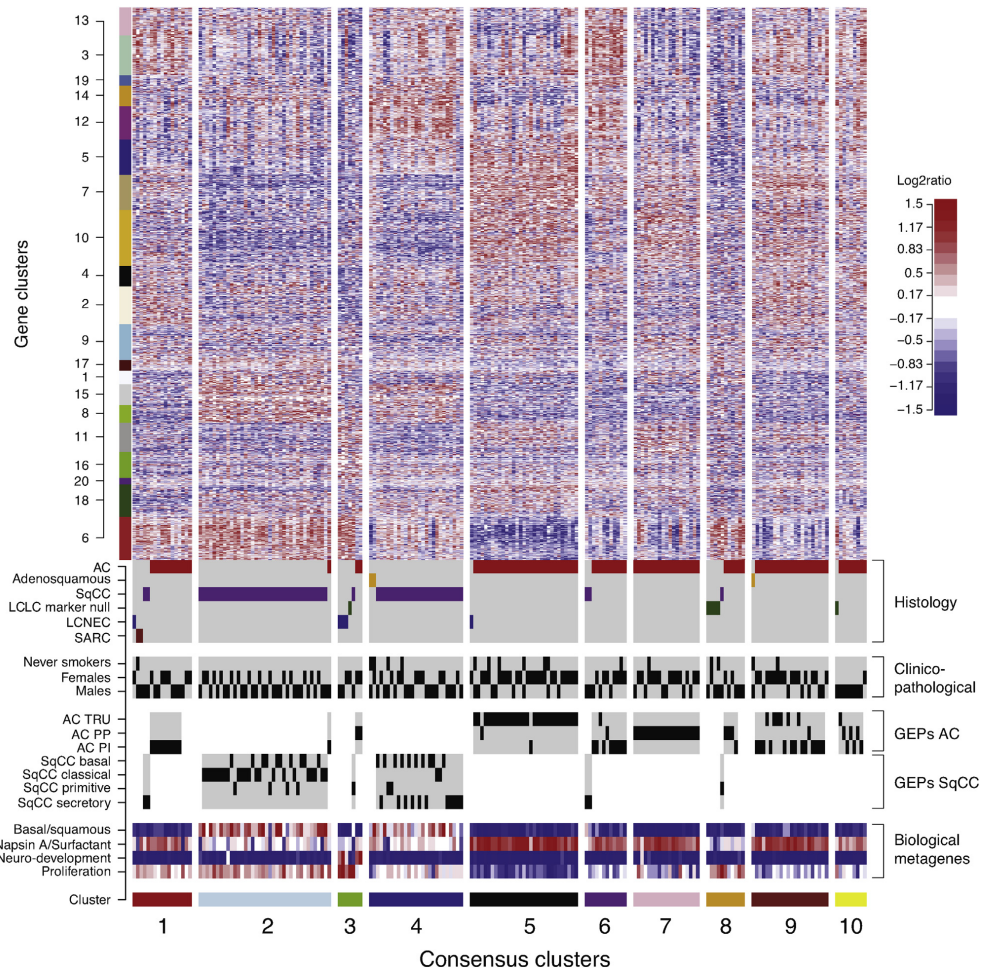 Gene clusters
13
3
19
14
12
5
7
10
4
2
9
17
1
15
8
11
16
20
18
6
Log2ratio
1.5
1.17
0.83
0.5
0.17
−0.17
−0.5
−0.83
−1.17
−1.5
AC
Adenosquamous
SqCC
LCLC marker null
LCNEC
SARC
Histology
Never smokers
Females
Males
Clinico-
pathological
AC TRU
AC PP
AC PI
GEPs AC
SqCC basal
SqCC classical
SqCC primitive
SqCC secretory
GEPs SqCC
Basal/squamous
Napsin A/Surfactant
Neuro-development
Proliferation
Biological
metagenes
Cluster
1 2 3 4 5 6 7 8 9 10
Consensus clusters